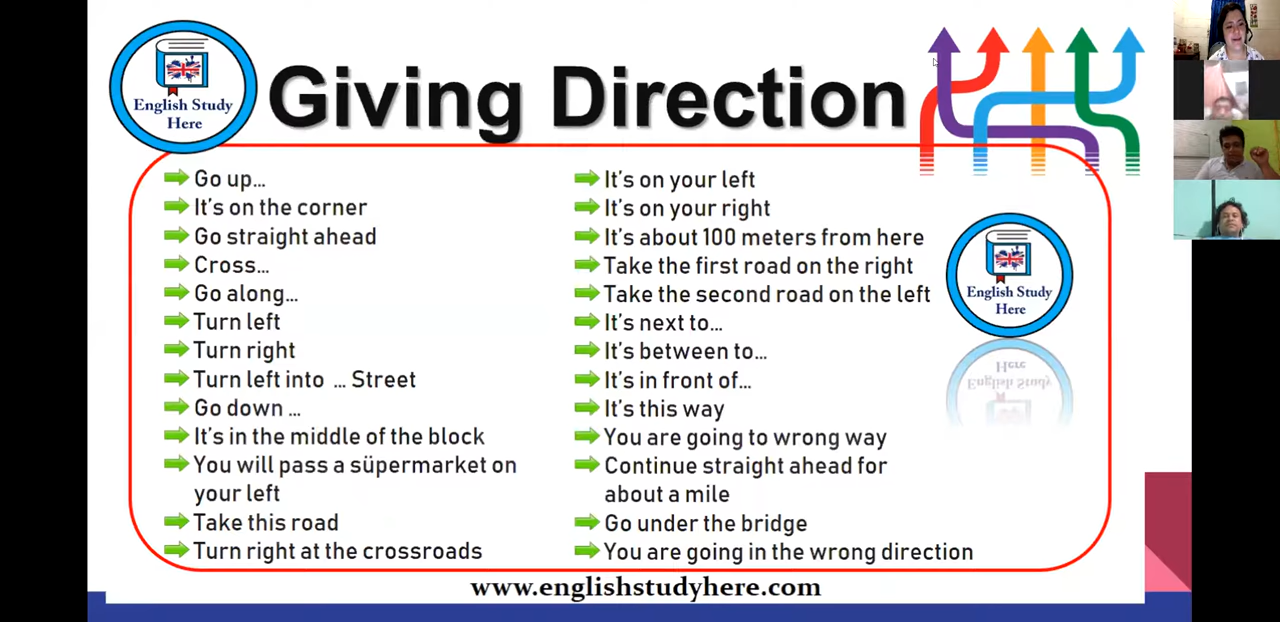 English Study
Here
Giving Direction
Go up...
It's on the corner
Go straight ahead
Cross...
Go along...
Turn left
Turn right
Turn left into ... Street
Go down ...
It's in the middle of the block
You will pass a süpermarket on
your left
Take this road
Turn right at the crossroads
It's on your left
It's on your right
It's about 100 meters from here
Take the first road on the right
Take the second road on the left
It's next to...
It's between to...
It's in front of...
It's this way
You are going to wrong way
Continue straight ahead for
about a mile
Go under the bridge
You are going in the wrong direction
English Study
Here
Here
English Study
www.englishstudyhere.com